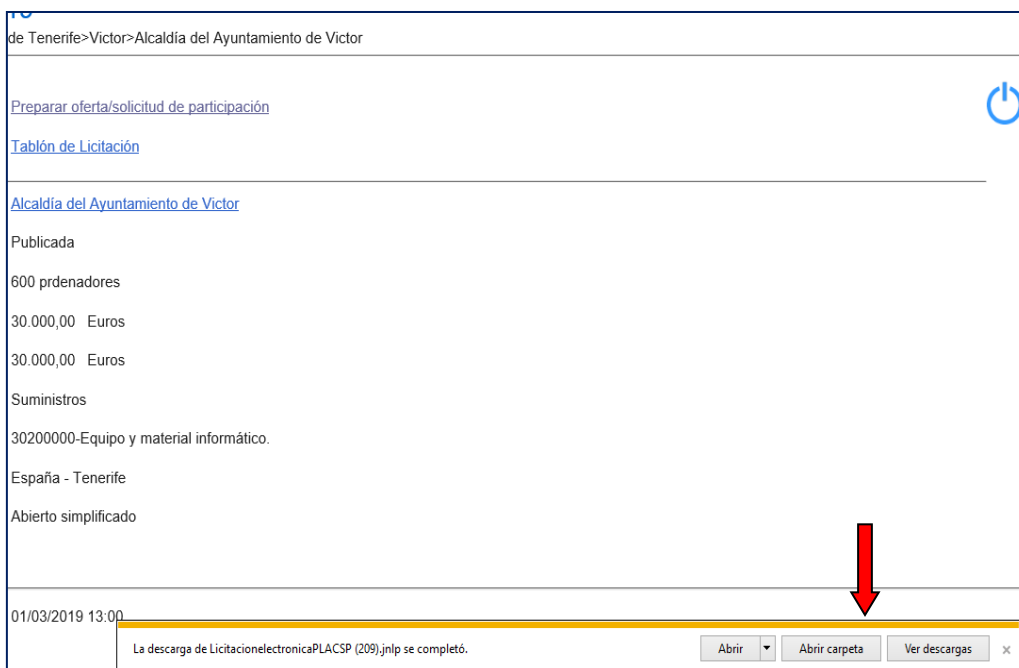 de Tenerife>Victor>Alcaldía del Ayuntamiento de Victor
Preparar oferta/solicitud de participación
Tablón de Licitación
Alcaldía del Ayuntamiento de Victor
Publicada
600 prdenadores
30.000,00 Euros
30.000,00 Euros
Suministros
30200000-Equipo y material informático.
España - Tenerife
Abierto simplificado
01/03/2019 13:00
La descarga de LicitacionelectronicaPLACSP (209).jnlp se completó.
Abrir
Abrir carpeta
Ver descargas